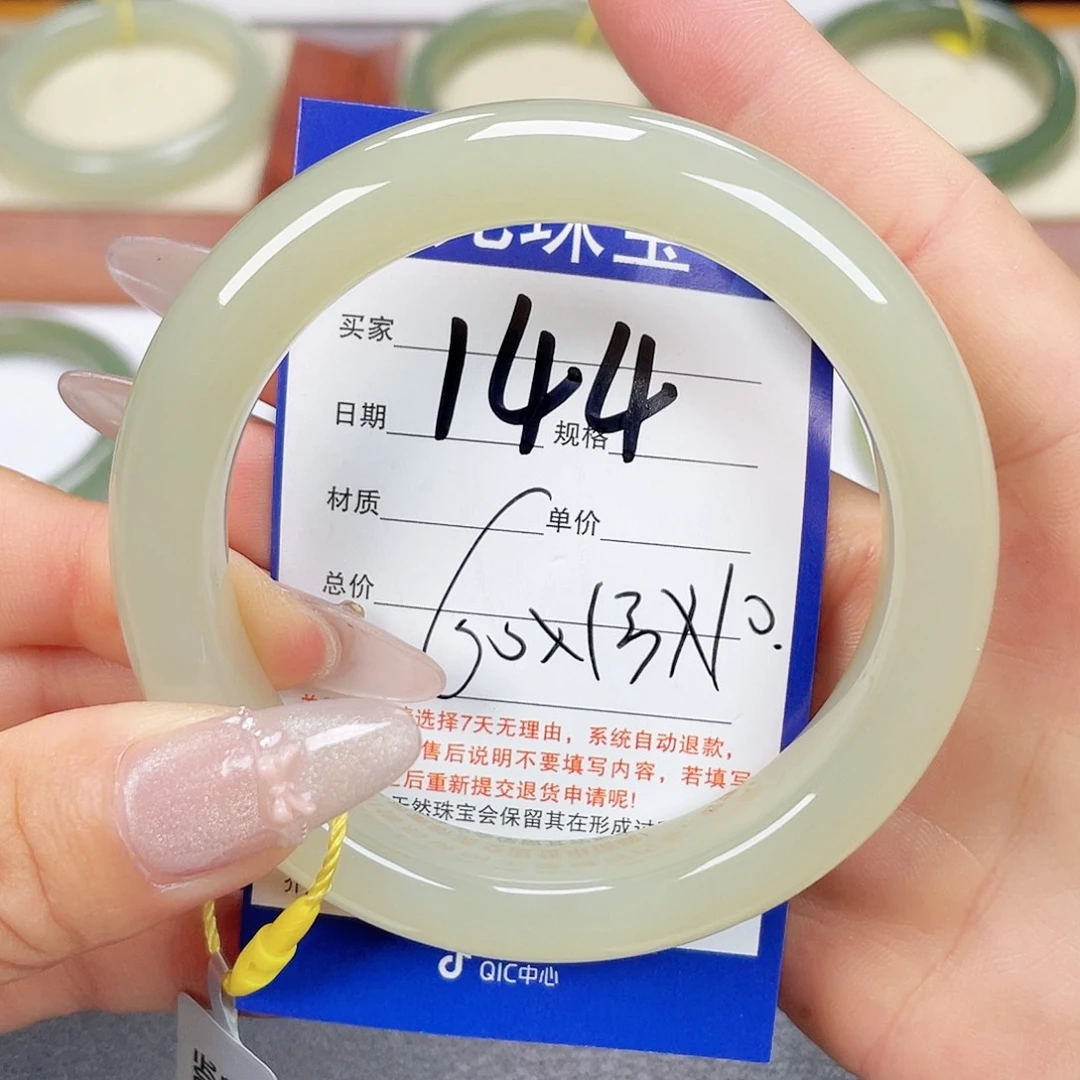 珠宝
买家
144
日期 规格
材质 单价
总价
60x13x10.
选择7天无理由，系统自动退款，
售后说明不要填写内容，若填写
后重新提交退货申请呢!
天然珠宝会保留其在形成过
QIC中心